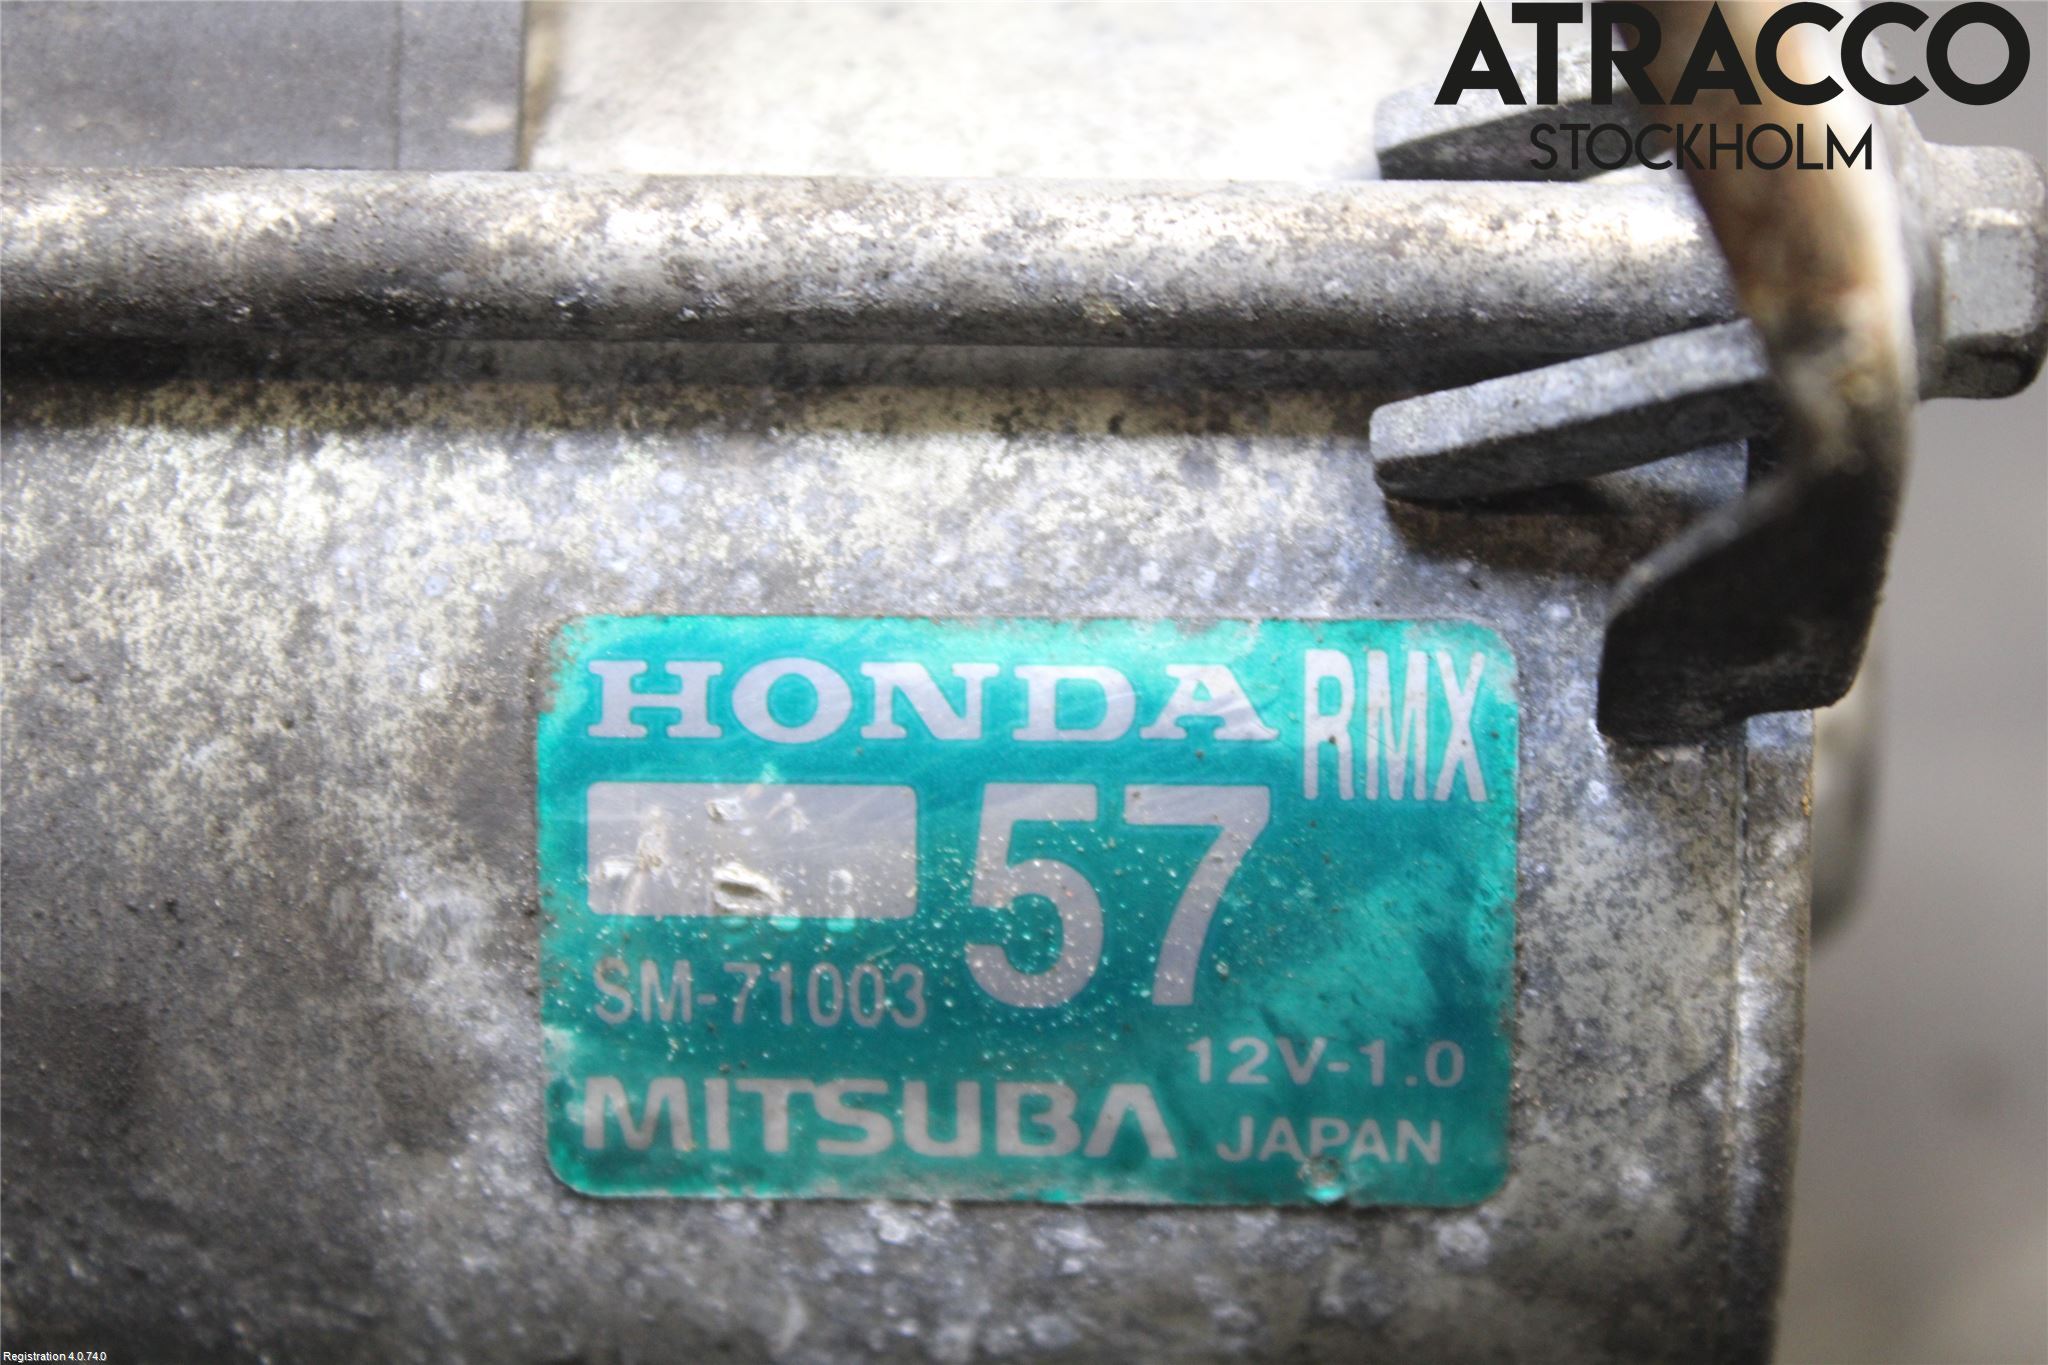 ATRACCO
STOCKHOLM
HONDA RMX
57
SM-71003
12V-1.0
MITSUBA JAPAN
Registration 4.0.74.0